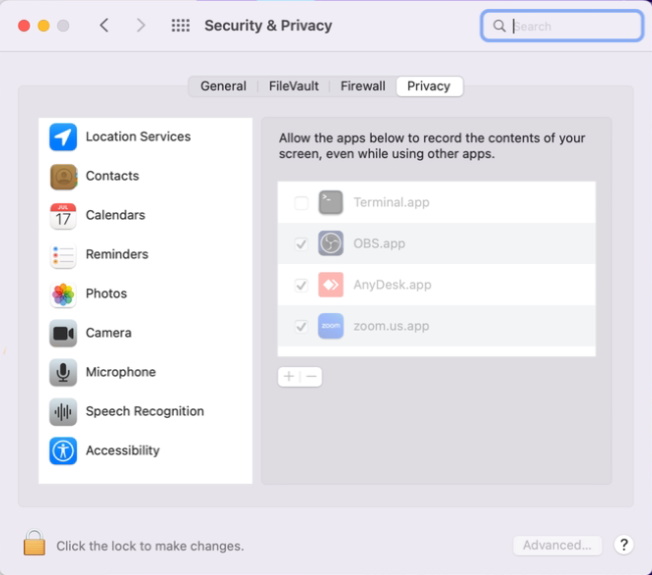 Security & Privacy
Search
General
FileVault
Firewall
Privacy
Location Services
Contacts
JUL
17
Calendars
Reminders
Photos
Camera
Microphone
Speech Recognition
Accessibility
Allow the apps below to record the contents of your
screen, even while using other apps.
Terminal.app
OBS.app
AnyDesk.app
zoom
zoom.us.app
Click the lock to make changes.
Advanced...
?